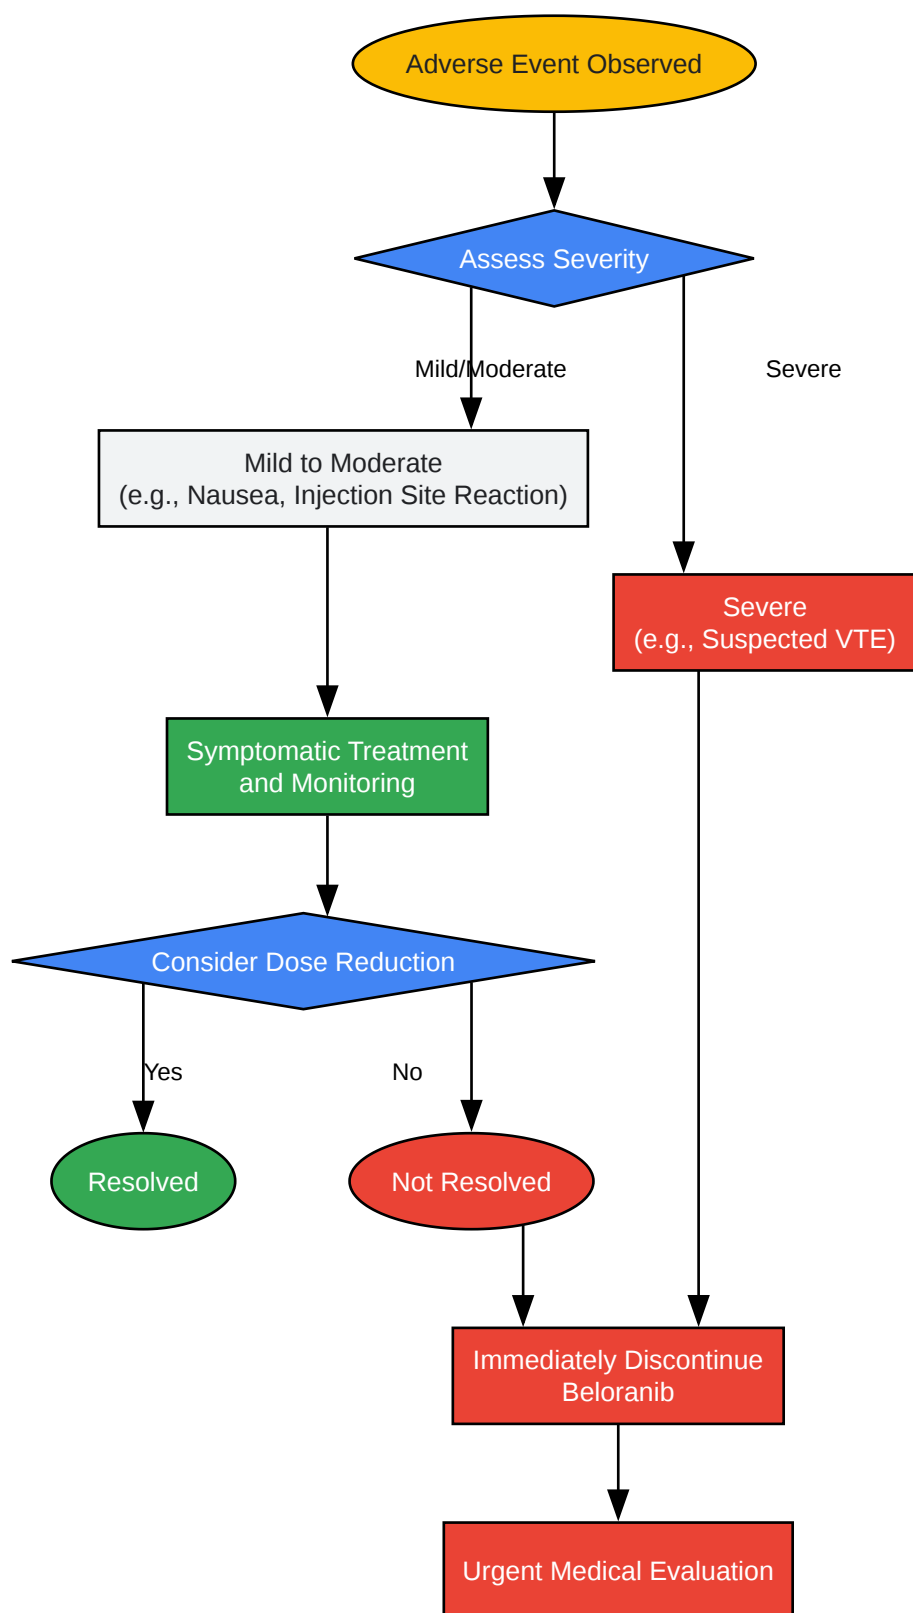 Adverse Event Observed
Assess Severity
Mild/Moderate
Severe
Mild to Moderate
(e.g., Nausea, Injection Site Reaction)
Severe
(e.g., Suspected VTE)
Symptomatic Treatment
and Monitoring
Consider Dose Reduction
Yes
No
Resolved
Not Resolved
Immediately Discontinue
Beloranib
Urgent Medical Evaluation